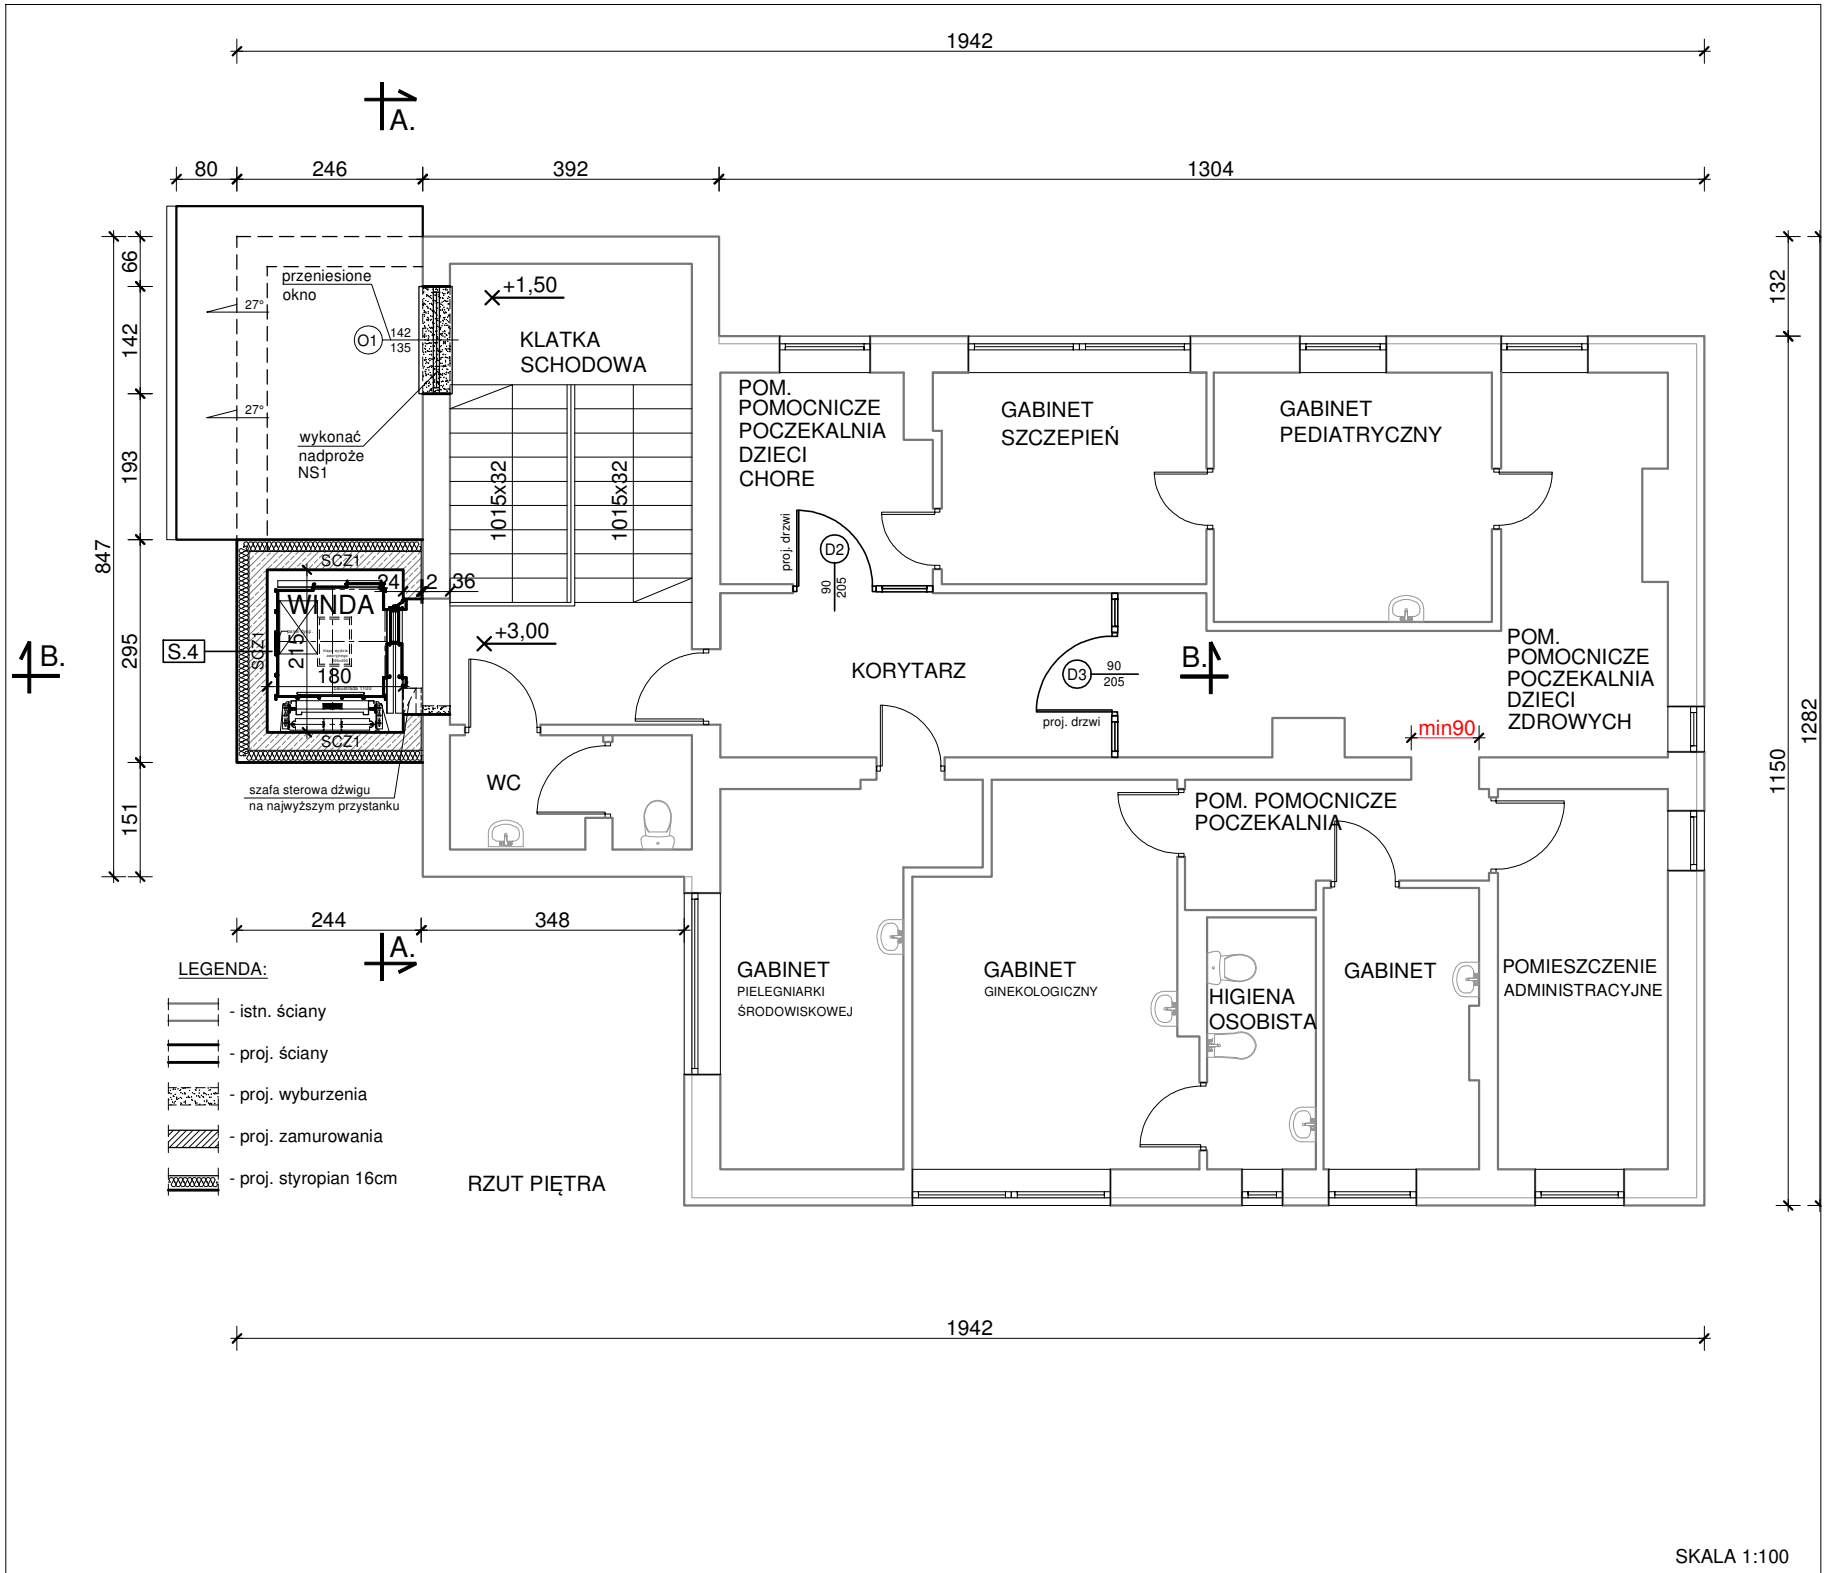 1942
A.
80
246
392
1304
66
142
193
295
151
847
132
1150
1282
przeniesione
okno
27°
27°
O1
142
135
wykonać
nadproże
NS1
+1,50
KLATKA
SCHODOWA
1015x32
1015x32
+3,00
SCZ1
24
2
36
WINDA
SCZ1
215
180
SCZ1
S.4
B.
szafa sterowa dźwigu
na najwyższym przystanku
WC
POM.
POMOCNICZE
POCZEKALNIA
DZIECI
CHORE
proj. drzwi
D2
90
205
GABINET
SZCZEPIEŃ
GABINET
PEDIATRYCZNY
KORYTARZ
D3
90
205
proj. drzwi
B.
POM.
POMOCNICZE
POCZEKALNIA
DZIECI
ZDROWYCH
min90
POM. POMOCNICZE
POCZEKALNIA
244
348
A.
GABINET
PIELEGNIARKI
ŚRODOWISKOWEJ
GABINET
GINEKOLOGICZNY
HIGIENA
OSOBISTA
GABINET
POMIESZCZENIE
ADMINISTRACYJNE
LEGENDA:
- istn. ściany
- proj. ściany
- proj. wyburzenia
- proj. zamurowania
- proj. styropian 16cm
RZUT PIĘTRA
1942
SKALA 1:100